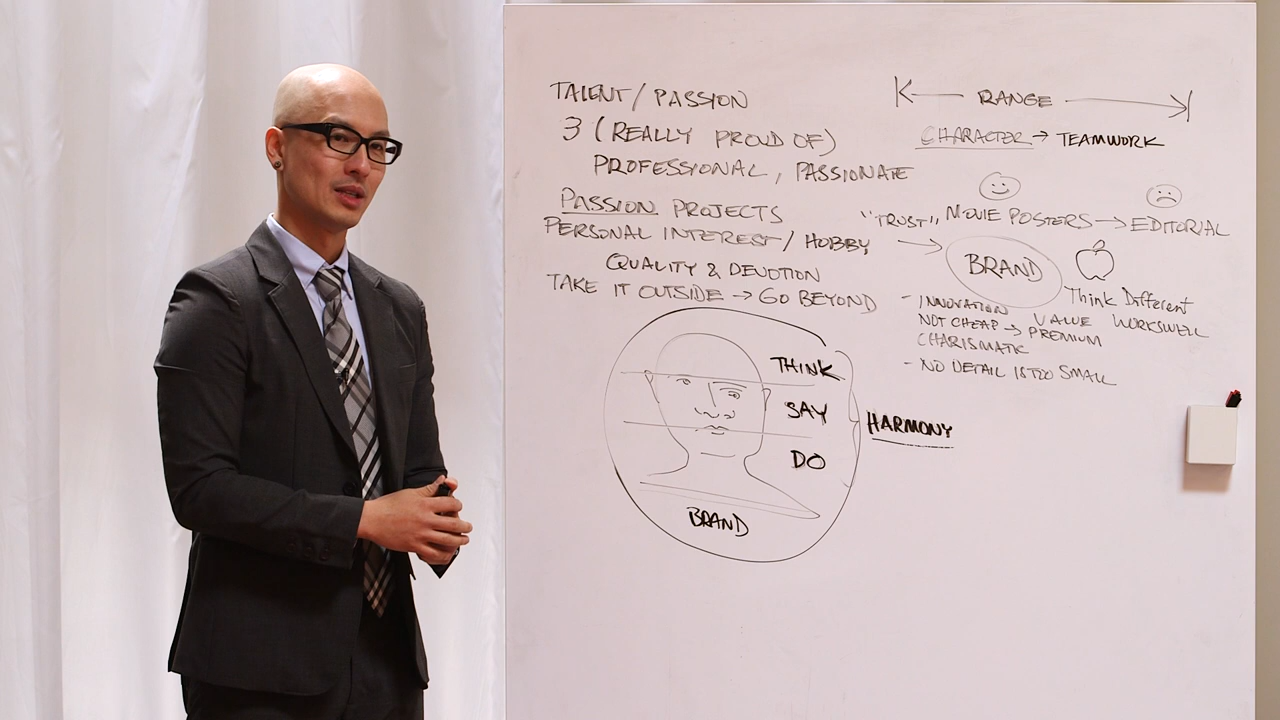 TALENT / PASSION
3 (REALLY PROUD OF)
PROFESSIONAL, PASSIONATE
PASSION PROJECTS
PERSONAL INTEREST / HOBBY
QUALITY & DEVOTION
TAKE IT OUTSIDE → GO BEYOND
RANGE
CHARACTER → TEAMWORK
"TRUST", MOVIE POSTERS → EDITORIAL
BRAND
Think Different
- INNOVATION VALUE WORKSWELL
NOT CHEAP → PREMIUM
CHARISMATIC
- NO DETAIL IS TOO SMALL
THINK
SAY
DO
HARMONY
BRAND